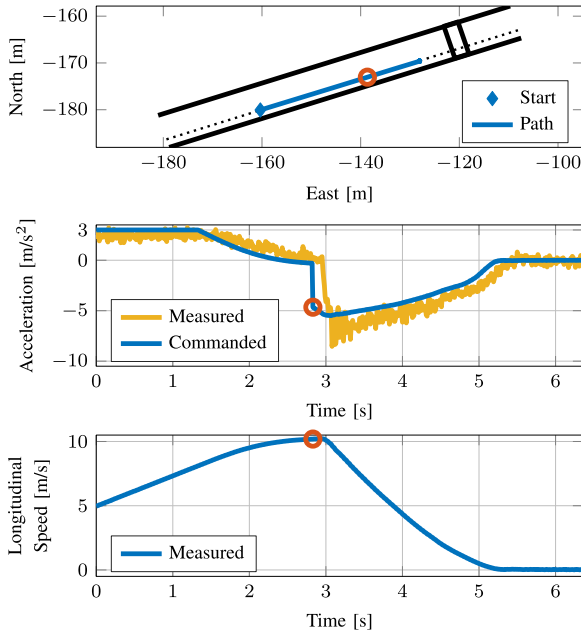 −160
−170
−180
North [m]
−180
−160
−140
−120
−100
East [m]
Start
Path
3
0
−5
−10
Acceleration [m/s²]
Measured
Commanded
0
1
2
3
4
5
6
Time [s]
10
5
0
Longitudinal
Speed [m/s]
Measured
0
1
2
3
4
5
6
Time [s]